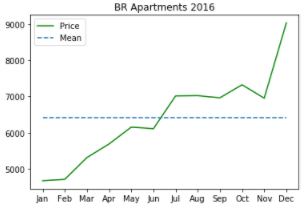 BR Apartments 2016
Price
Mean
9000
8000
7000
6000
5000
Jan Feb Mar Apr May Jun Jul Aug Sep Oct Nov Dec